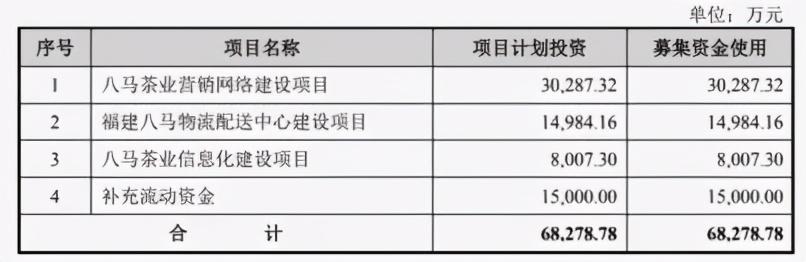 单位：万元
序号 项目名称 项目计划投资 募集资金使用
1 八马茶业营销网络建设项目 30,287.32 30,287.32
2 福建八马物流配送中心建设项目 14,984.16 14,984.16
3 八马茶业信息化建设项目 8,007.30 8,007.30
4 补充流动资金 15,000.00 15,000.00
合 计 68,278.78 68,278.78